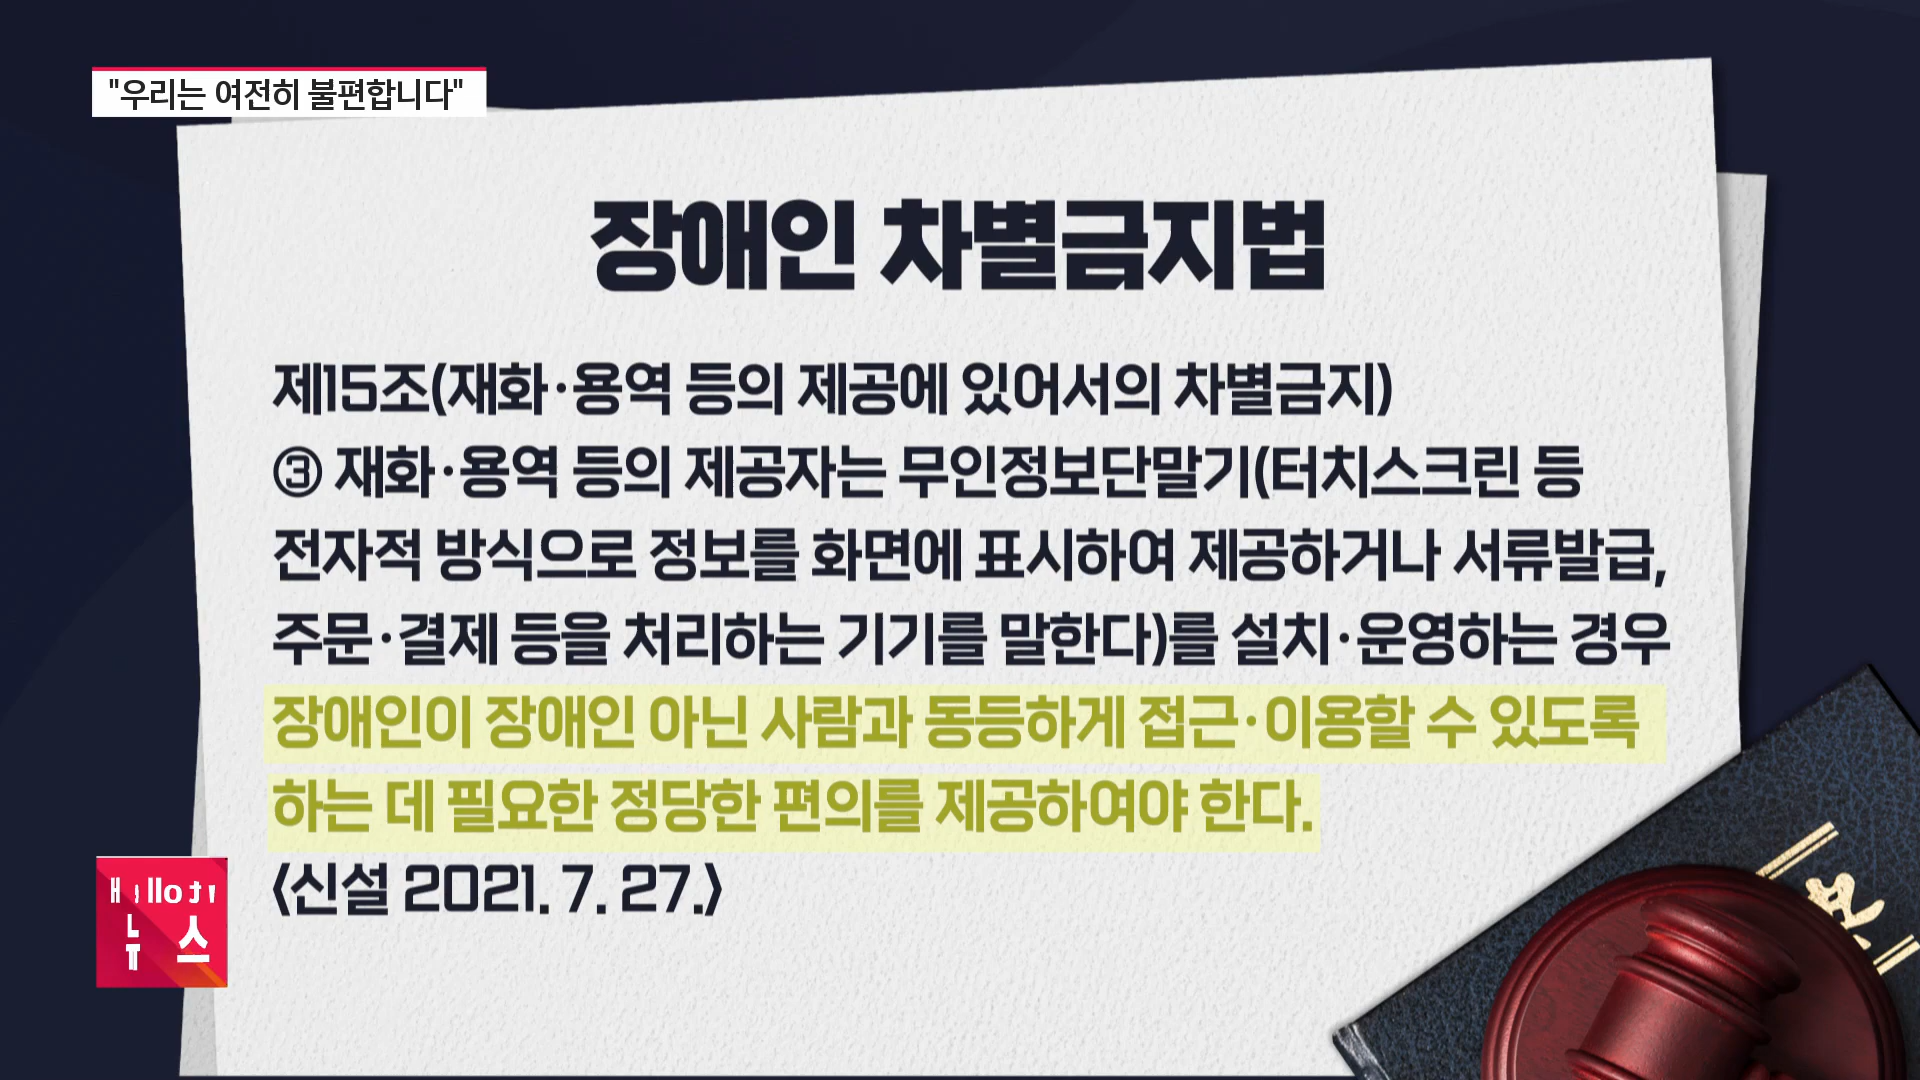 "우리는 여전히 불편합니다"
장애인 차별금지법
제15조(재화·용역 등의 제공에 있어서의 차별금지)
③ 재화·용역 등의 제공자는 무인정보단말기(터치스크린 등
전자적 방식으로 정보를 화면에 표시하여 제공하거나 서류발급,
주문·결제 등을 처리하는 기기를 말한다)를 설치·운영하는 경우
장애인이 장애인 아닌 사람과 동등하게 접근·이용할 수 있도록
하는 데 필요한 정당한 편의를 제공하여야 한다.
<신설 2021. 7. 27.>
뉴스